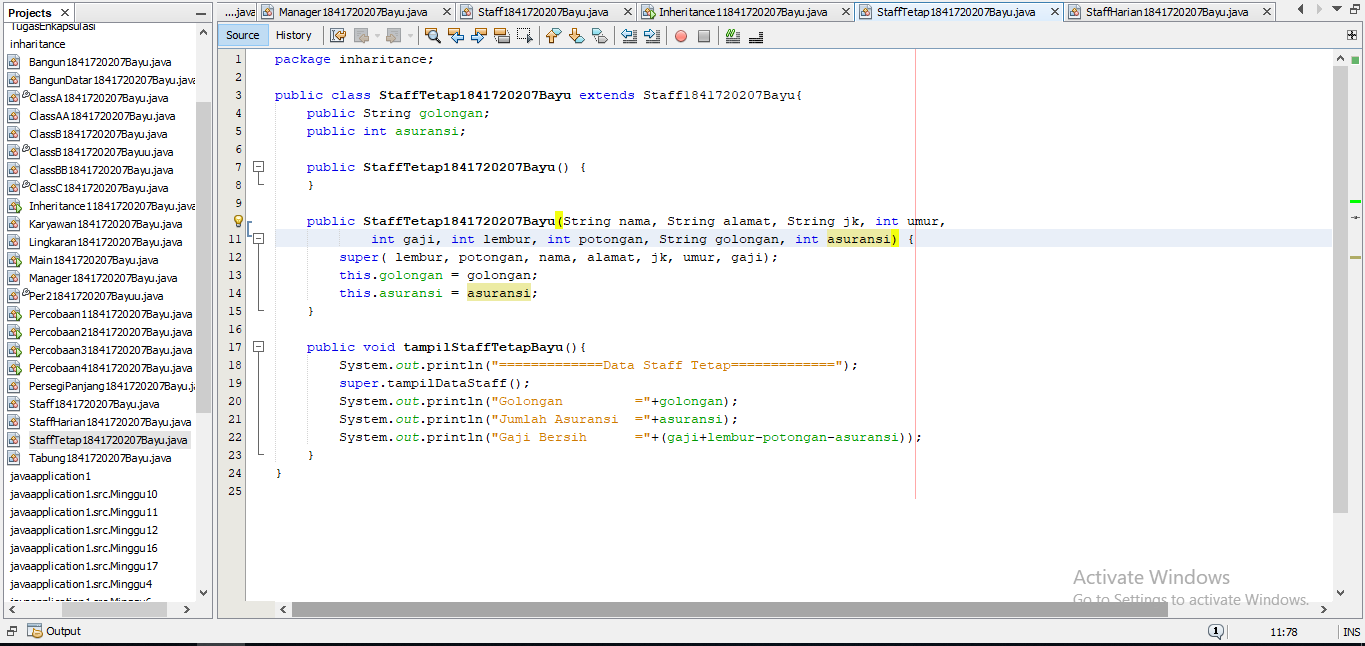 Projects
...java Manager1841720207Bayu.java Staff1841720207Bayu.java Inheritance11841720207Bayu.java StaffTetap1841720207Bayu.java StaffHarian1841720207Bayu.java
TugasEnkapsulasi
inharitance
Bangun1841720207Bayu.java
BangunDatar1841720207Bayu.java
ClassA1841720207Bayu.java
ClassAA1841720207Bayu.java
ClassB1841720207Bayu.java
ClassB1841720207Bayuu.java
ClassBB1841720207Bayu.java
ClassC1841720207Bayu.java
Inheritance11841720207Bayu.java
Karyawan1841720207Bayu.java
Lingkaran1841720207Bayu.java
Main1841720207Bayu.java
Manager1841720207Bayu.java
Per21841720207Bayuu.java
Percobaan11841720207Bayu.java
Percobaan21841720207Bayu.java
Percobaan31841720207Bayu.java
Percobaan41841720207Bayu.java
PersegiPanjang1841720207Bayu.j
Staff1841720207Bayu.java
StaffHarian1841720207Bayu.java
StaffTetap1841720207Bayu.java
Tabung1841720207Bayu.java
javaapplication1
javaapplication1.src.Minggu10
javaapplication1.src.Minggu11
javaapplication1.src.Minggu12
javaapplication1.src.Minggu16
javaapplication1.src.Minggu17
javaapplication1.src.Minggu4
Source History
1 package inharitance;
2
3 public class StaffTetap1841720207Bayu extends Staff1841720207Bayu{
4 public String golongan;
5 public int asuransi;
6
7 public StaffTetap1841720207Bayu() {
8 }
9
public StaffTetap1841720207Bayu(String nama, String alamat, String jk, int umur,
11 int gaji, int lembur, int potongan, String golongan, int asuransi) {
12 super( lembur, potongan, nama, alamat, jk, umur, gaji);
13 this.golongan = golongan;
14 this.asuransi = asuransi;
15 }
16
17 public void tampilStaffTetapBayu(){
18 System.out.println("=============Data Staff Tetap=============");
19 super.tampilDataStaff();
20 System.out.println("Golongan         ="+golongan);
21 System.out.println("Jumlah Asuransi  ="+asuransi);
22 System.out.println("Gaji Bersih      ="+(gaji+lembur-potongan-asuransi));
23 }
24 }
25
Activate Windows
Go to Settings to activate Windows.
Output
1 11:78 INS